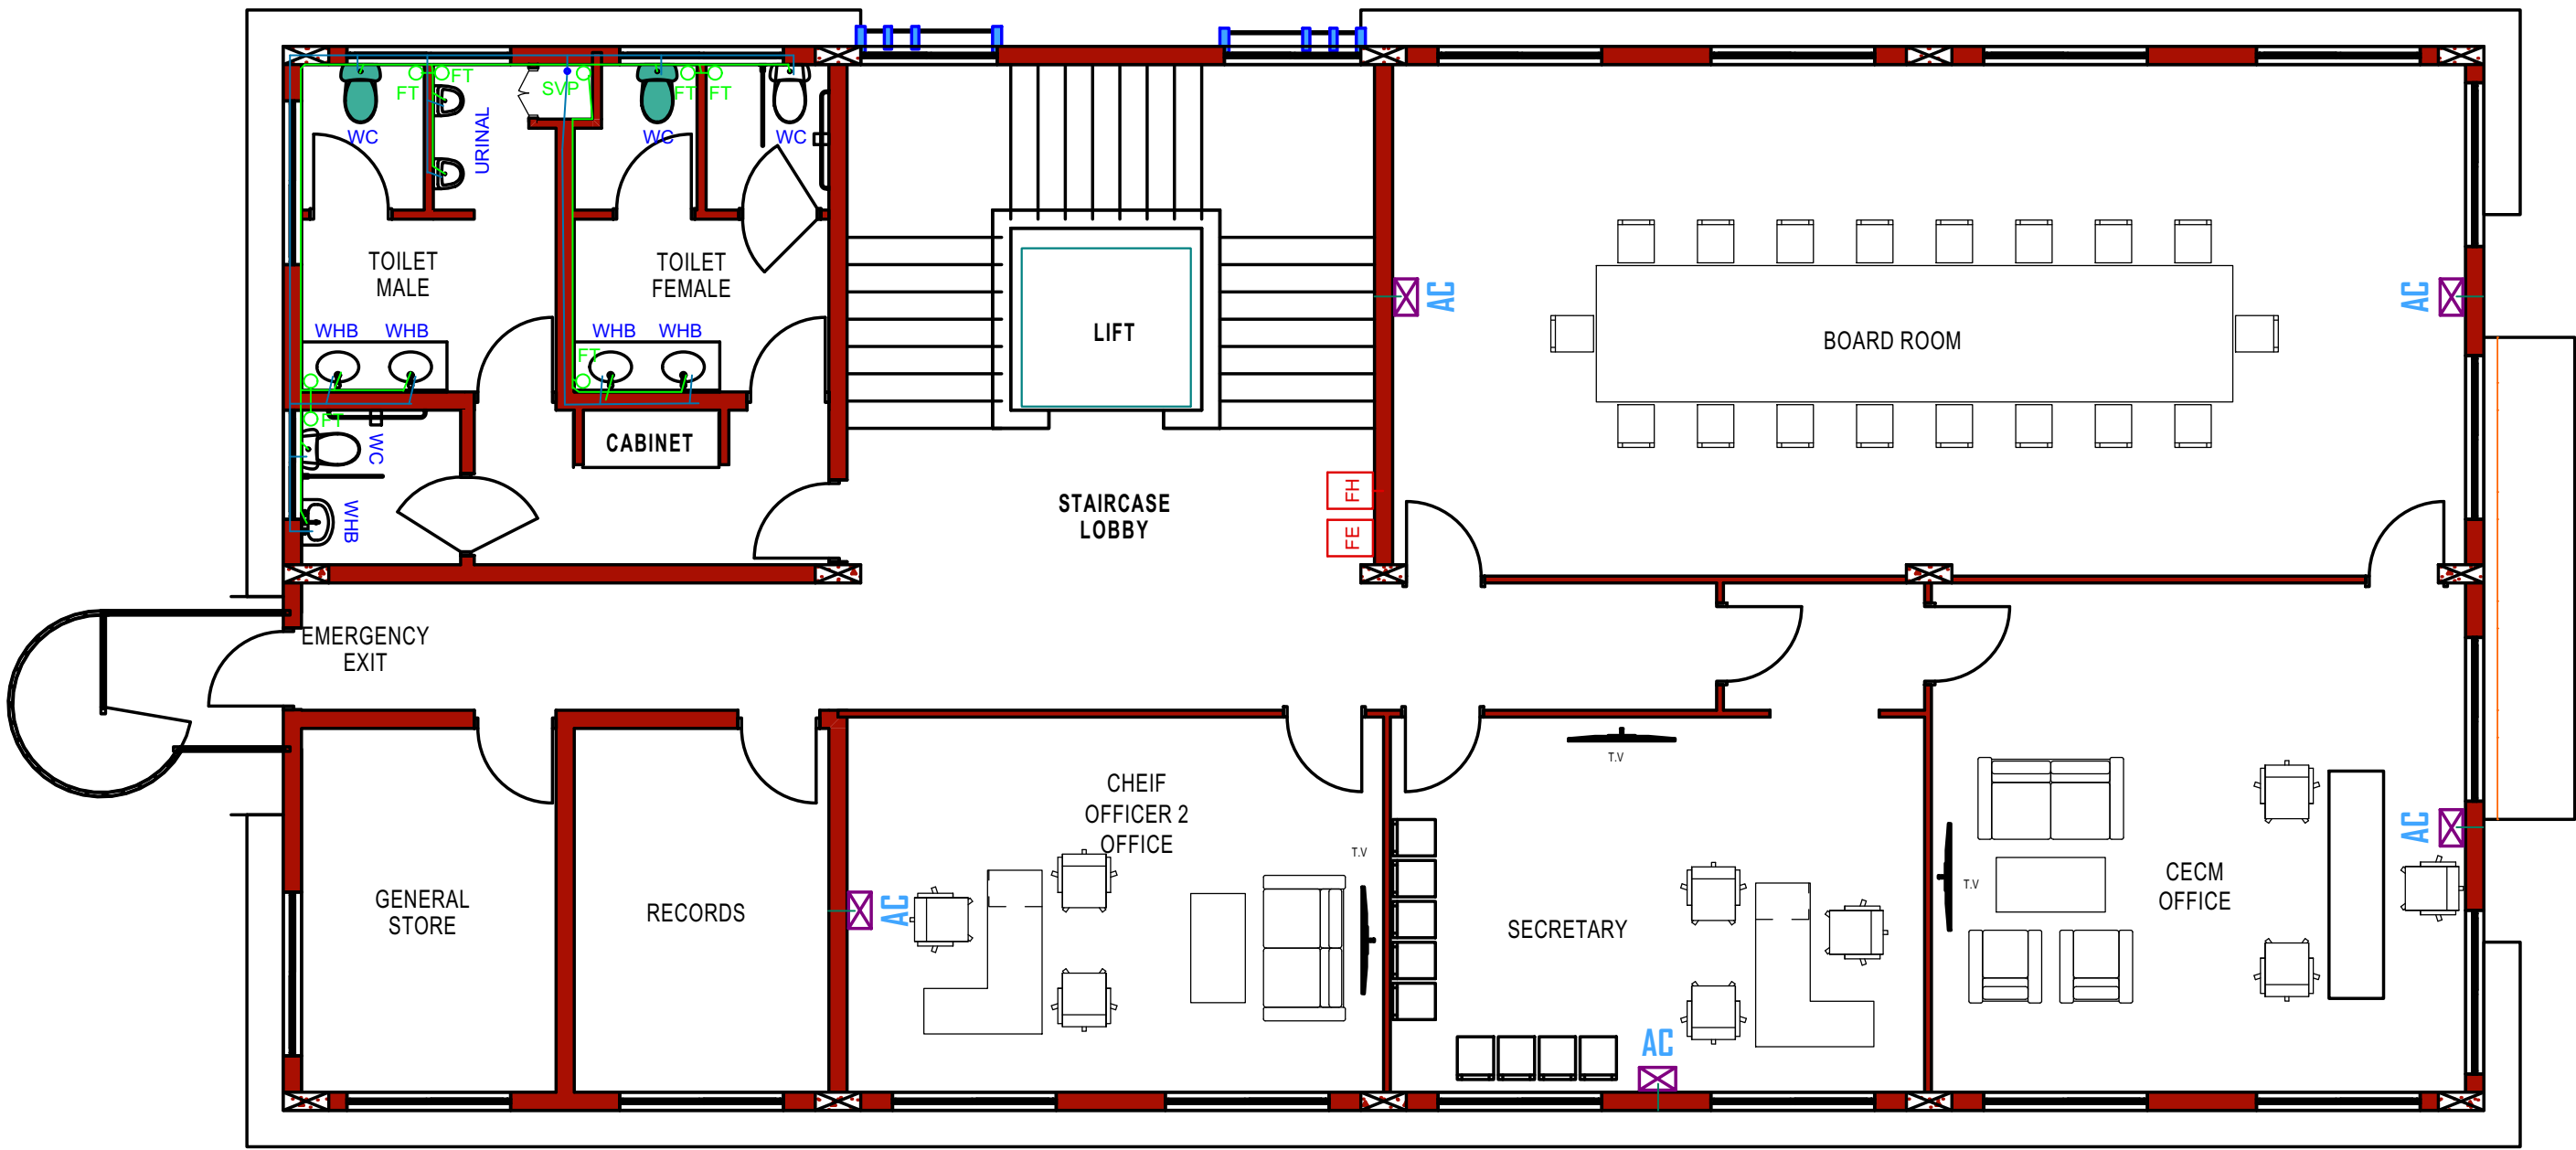 FT
FT
SVP
FT
FT
WC
URINAL
WC
WC
TOILET
MALE
TOILET
FEMALE
WHB
WHB
WHB
WHB
FT
FT
WC
WHB
CABINET
LIFT
STAIRCASE
LOBBY
FH
FE
AC
BOARD ROOM
AC
EMERGENCY
EXIT
GENERAL
STORE
RECORDS
CHEIF
OFFICER 2
OFFICE
AC
T.V
T.V
SECRETARY
AC
T.V
CECM
OFFICE
AC